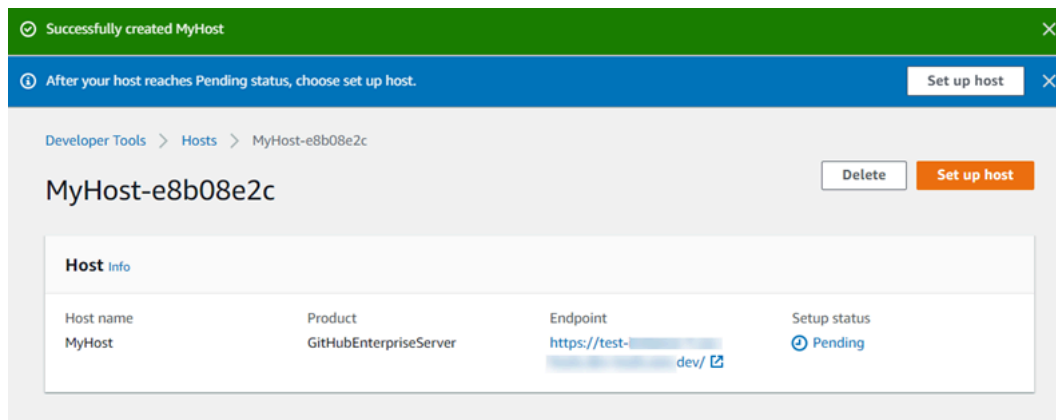 Successfully created MyHost
After your host reaches Pending status, choose set up host.
Set up host
Developer Tools > Hosts > MyHost-e8b08e2c
MyHost-e8b08e2c
Delete
Set up host
Host Info
Host name
Product
Endpoint
Setup status
MyHost
GitHubEnterpriseServer
https://test-
dev/
Pending